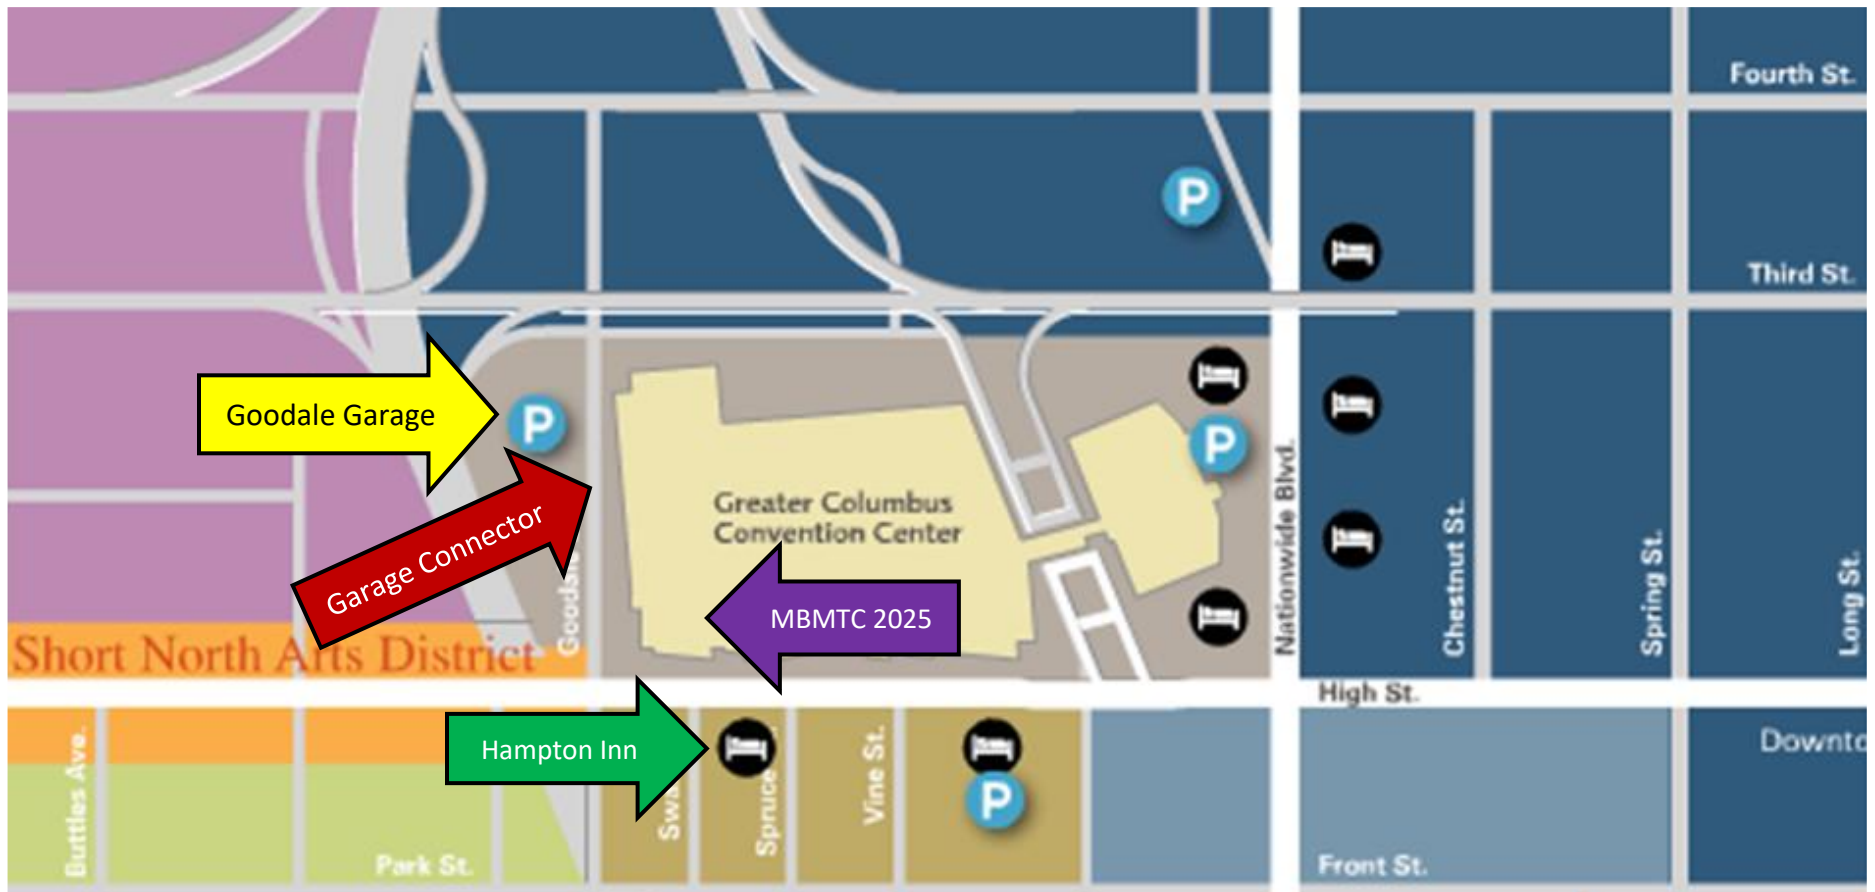 Fourth St.
P
Third St.
Goodale Garage
P
P
Greater Columbus
Convention Center
Garage Connector
MBMTC 2025
Nationwide Blvd.
Chestnut St.
Spring St.
Long St.
Short North Arts District
High St.
Hampton Inn
Buttles Ave.
Spruce
Vine St.
P
Downto
Park St.
Front St.